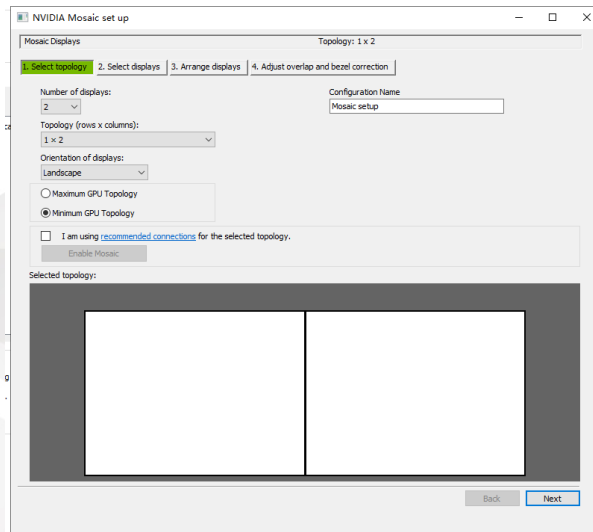 NVIDIA Mosaic set up
Mosaic Displays
Topology: 1 x 2
1. Select topology
2. Select displays
3. Arrange displays
4. Adjust overlap and bezel correction
Number of displays:
Configuration Name
2
Mosaic setup
Topology (rows x columns):
1 × 2
Orientation of displays:
Landscape
Maximum GPU Topology
Minimum GPU Topology
I am using recommended connections for the selected topology.
Enable Mosaic
Selected topology:
Back
Next